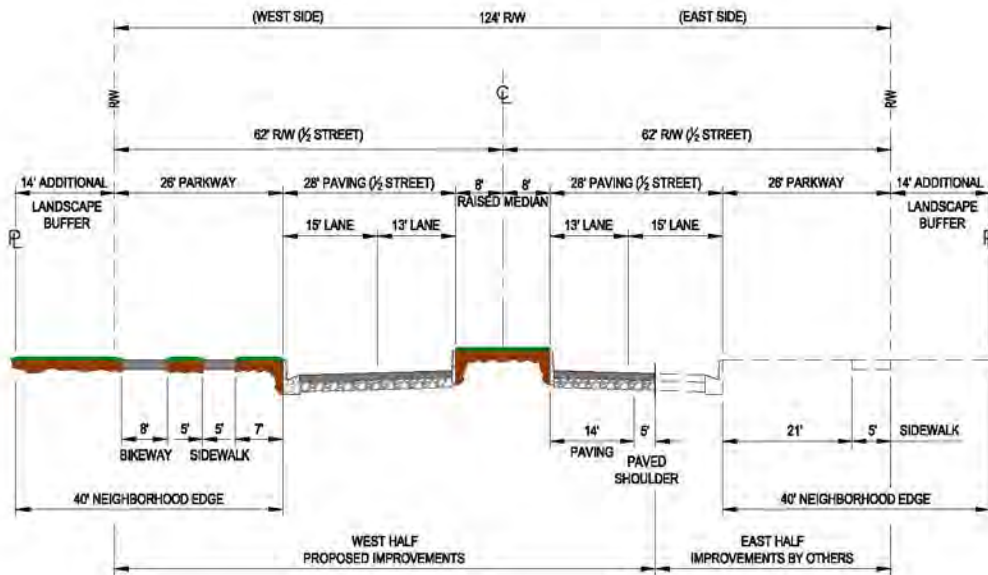 (WEST SIDE) 124' R/W (EAST SIDE)
R/W R/W
℄
62' R/W (½ STREET) 62' R/W (½ STREET)
14' ADDITIONAL 26' PARKWAY 28' PAVING (½ STREET) 8' 8' 28' PAVING (½ STREET) 26' PARKWAY 14' ADDITIONAL
LANDSCAPE RAISED MEDIAN LANDSCAPE
BUFFER BUFFER
15' LANE 13' LANE 13' LANE 15' LANE
8' 5' 5' 7' 14' 5' 21' 5' SIDEWALK
BIKEWAY SIDEWALK PAVING PAVED
SHOULDER
40' NEIGHBORHOOD EDGE 40' NEIGHBORHOOD EDGE
WEST HALF EAST HALF
PROPOSED IMPROVEMENTS IMPROVEMENTS BY OTHERS